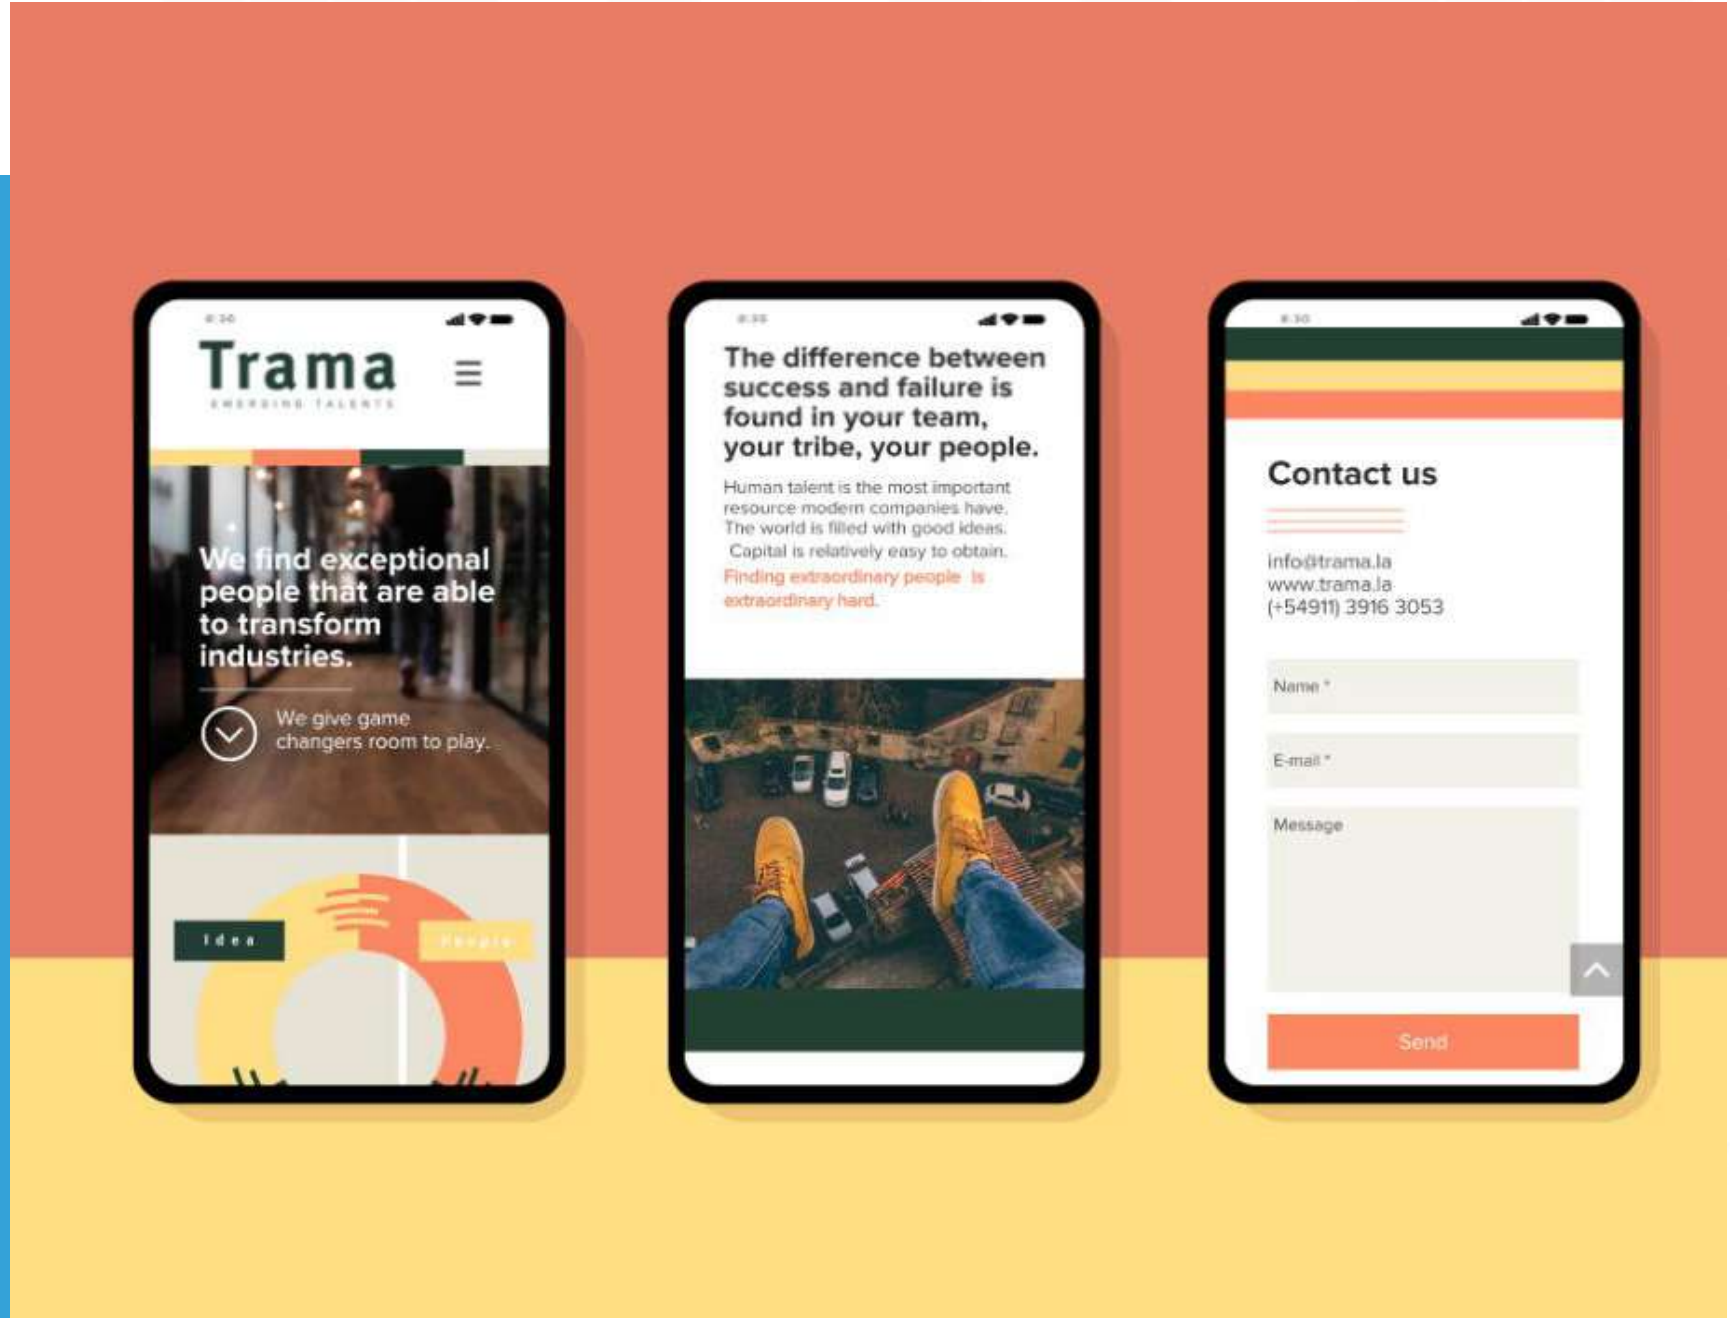 Trama
EMERGING TALENTS
We find exceptional
people that are able
to transform
industries.
We give game
changers room to play.
Idea
People
The difference between
success and failure is
found in your team,
your tribe, your people.
Human talent is the most important
resource modern companies have.
The world is filled with good ideas.
Capital is relatively easy to obtain.
Finding extraordinary people is
extraordinary hard.
Contact us
info@trama.la
www.trama.la
(+54911) 3916 3053
Name *
E-mail *
Message
Send